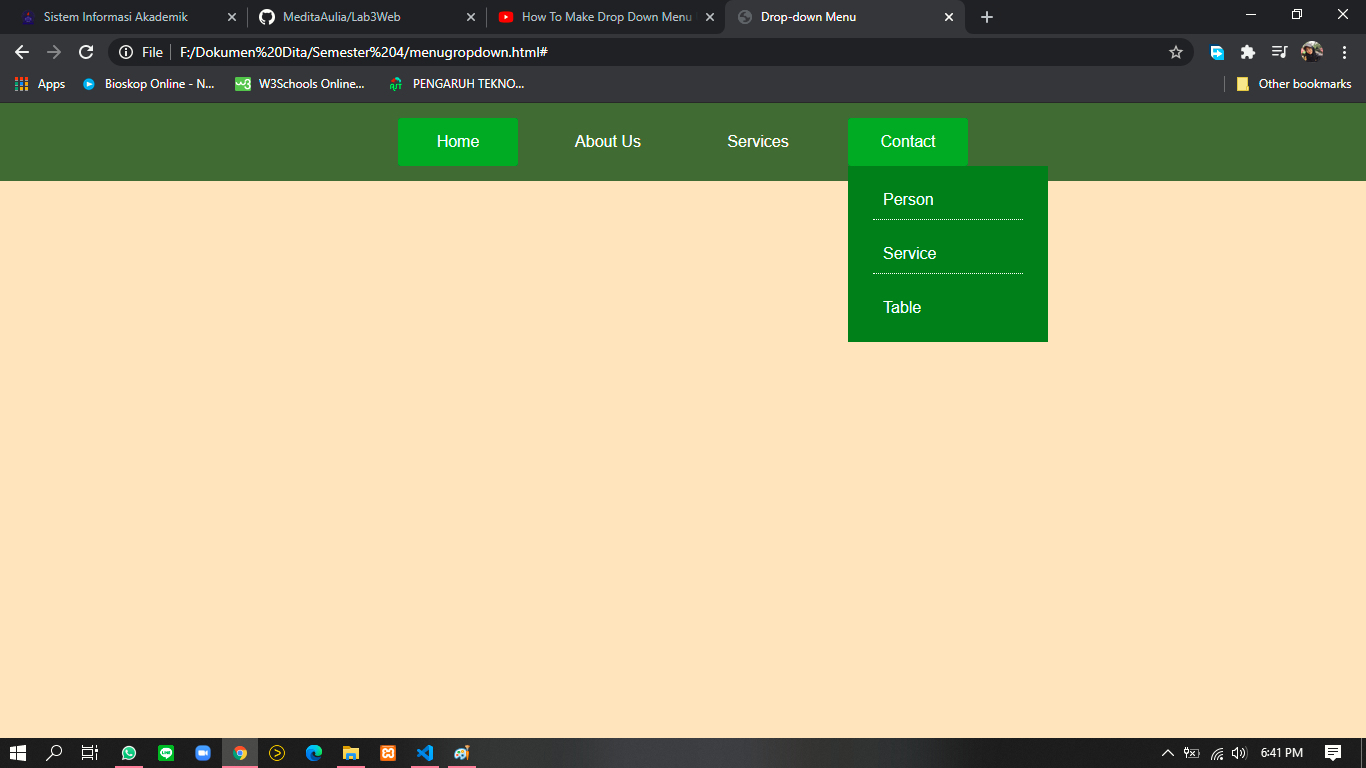 Sistem Informasi Akademik
MeditaAulia/Lab3Web
How To Make Drop Down Menu
Drop-down Menu
File
F:/Dokumen%20Dita/Semester%204/menugropdown.html#
Apps
Bioskop Online - N...
W3Schools Online...
PENGARUH TEKNO...
Other bookmarks
Home
About Us
Services
Contact
Person
Service
Table
6:41 PM